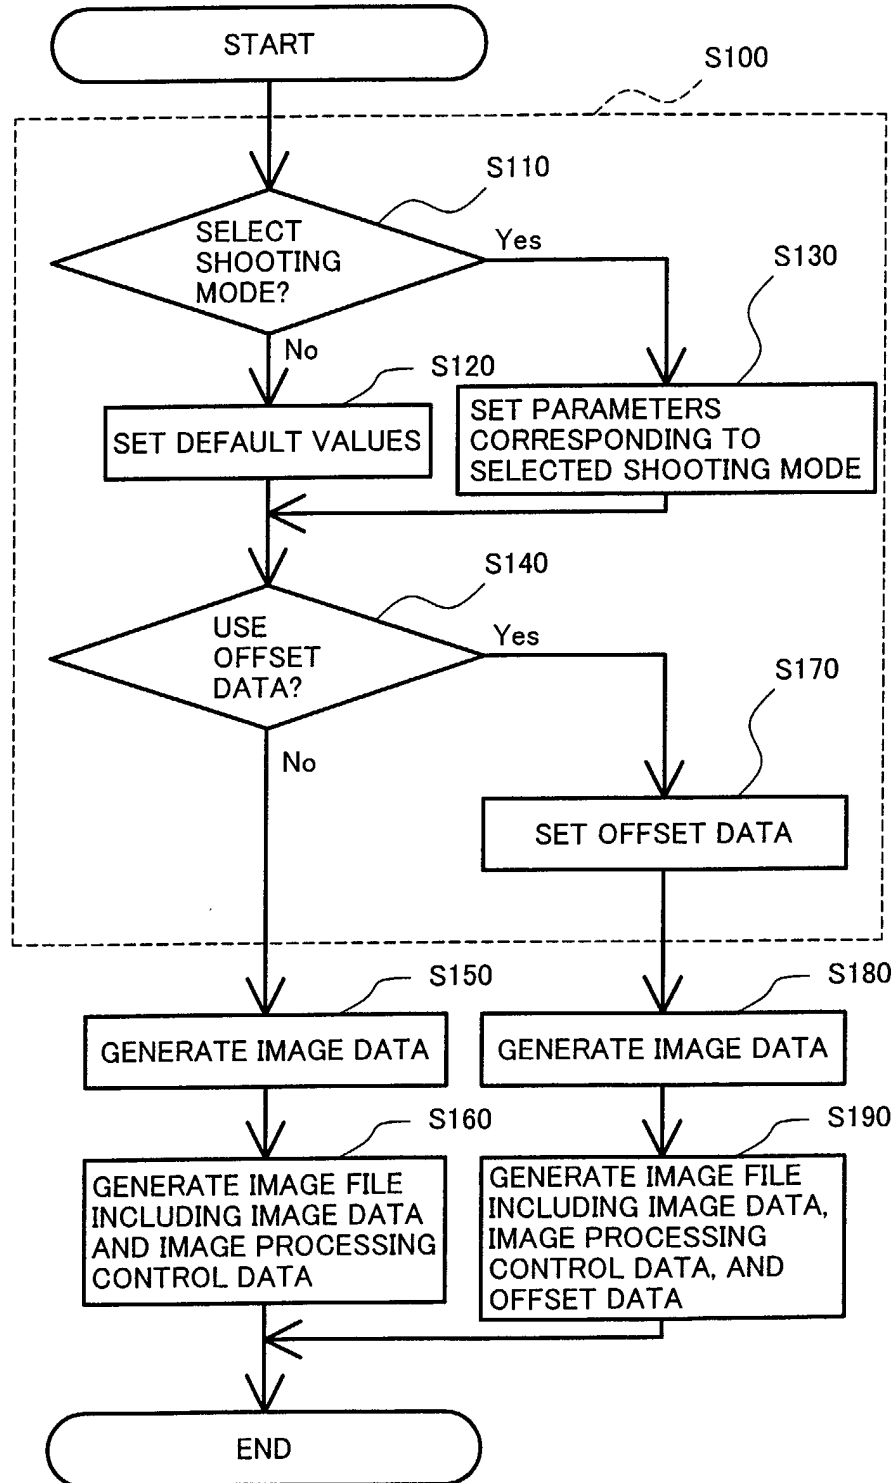 START
S100
S110
SELECT
SHOOTING
MODE?
Yes
S130
No
S120
SET DEFAULT VALUES
SET PARAMETERS
CORRESPONDING TO
SELECTED SHOOTING MODE
S140
USE
OFFSET
DATA?
Yes
S170
No
SET OFFSET DATA
S150
S180
GENERATE IMAGE DATA
GENERATE IMAGE DATA
S160
S190
GENERATE IMAGE FILE
INCLUDING IMAGE DATA
AND IMAGE PROCESSING
CONTROL DATA
GENERATE IMAGE FILE
INCLUDING IMAGE DATA,
IMAGE PROCESSING
CONTROL DATA, AND
OFFSET DATA
END